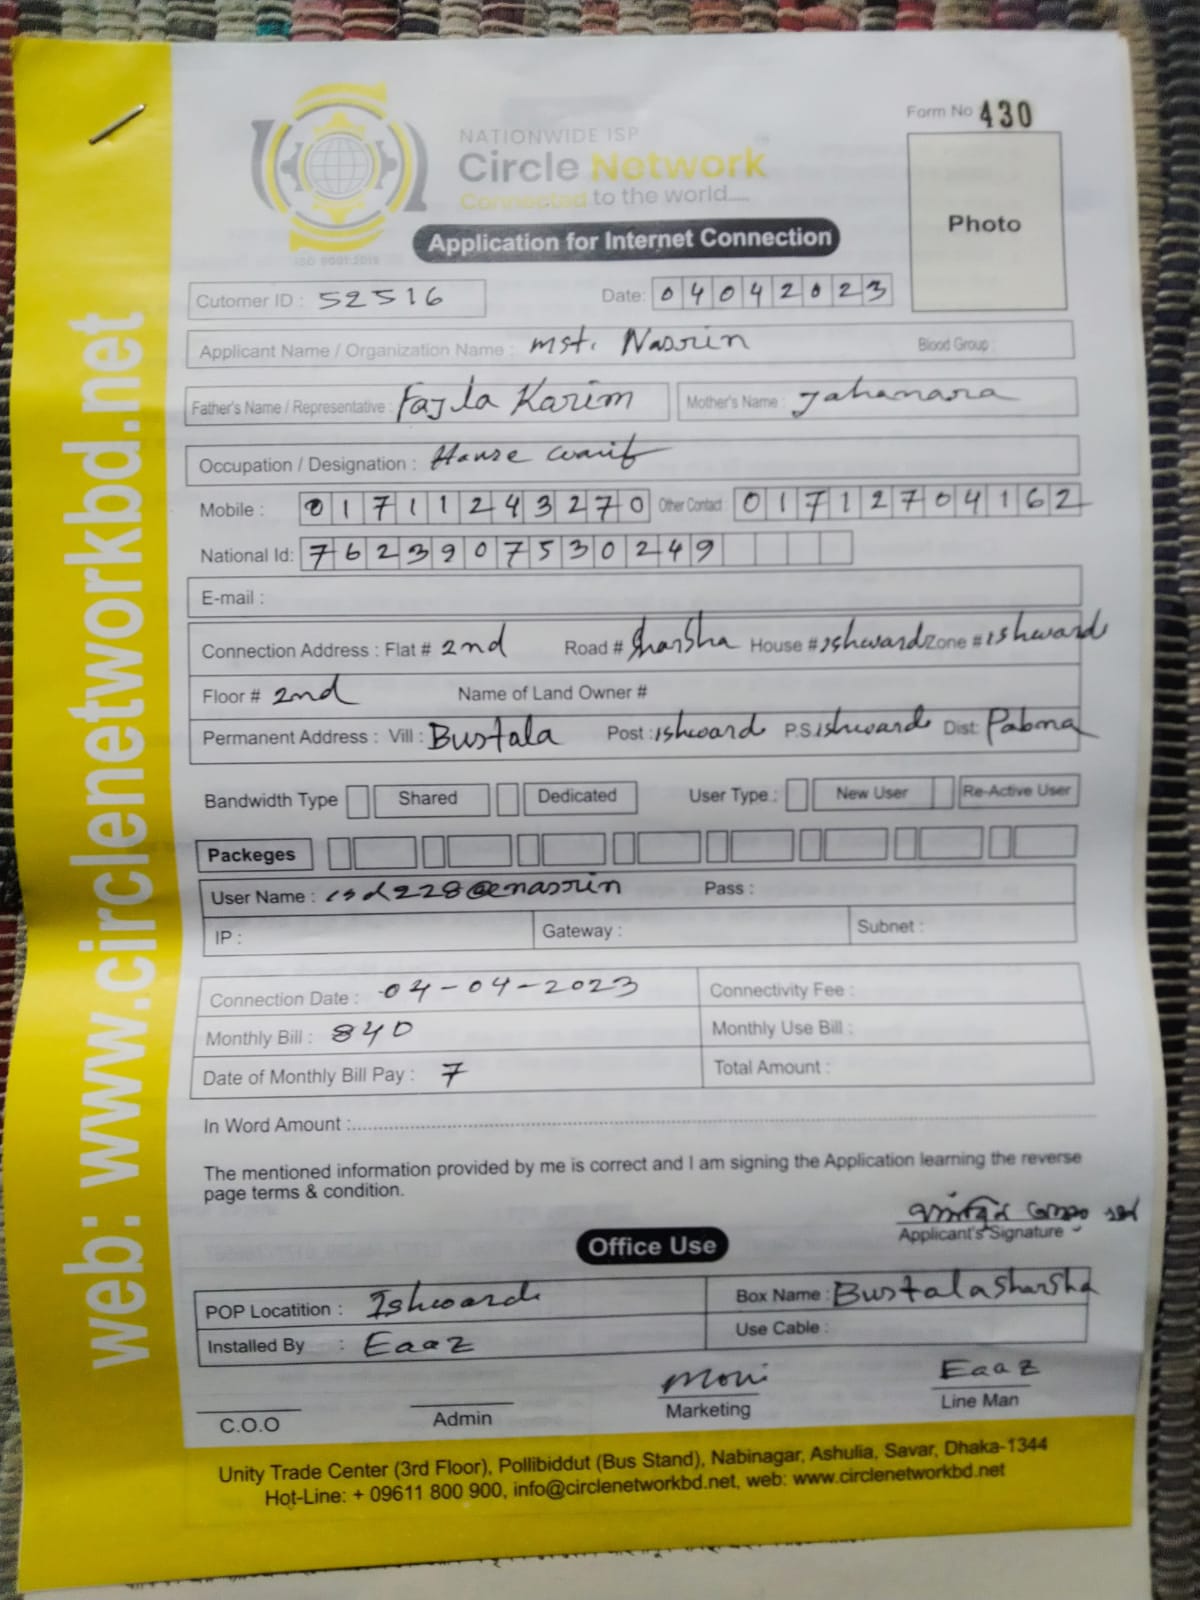 Form No 430
NATIONWIDE ISP
Circle Network
Connected to the world.....
ISO 9001:2015
Photo
Application for Internet Connection
Cutomer ID : 52516 Date: 04042023
Applicant Name / Organization Name : Mst. Nasrin Blood Group :
Father's Name / Representative : Fajla Karim Mother's Name : Jahanara
Occupation / Designation : House waif
Mobile : 01711243270 Other Contact : 01712704162
National Id: 7623907530249
E-mail :
Connection Address : Flat # 2nd Road # Sharsha House # ishward Zone # ishward
Floor # 2nd Name of Land Owner #
Permanent Address : Vill : Bustala Post : ishward P.S. ishward Dist: Pabna
Bandwidth Type Shared Dedicated User Type : New User Re-Active User
Packeges
User Name : isd228@enasrin Pass :
IP : Gateway : Subnet :
Connection Date : 04-04-2023 Connectivity Fee :
Monthly Bill : 840 Monthly Use Bill :
Date of Monthly Bill Pay : 7 Total Amount :
In Word Amount :
The mentioned information provided by me is correct and I am signing the Application learning the reverse
page terms & condition.
Applicant's Signature
Office Use
POP Locatition : Ishward Box Name : Bustala Sharsha
Installed By : Eaaz Use Cable :
Moni Eaaz
C.O.O Admin Marketing Line Man
Unity Trade Center (3rd Floor), Pollibiddut (Bus Stand), Nabinagar, Ashulia, Savar, Dhaka-1344
Hot-Line: + 09611 800 900, info@circlenetworkbd.net, web: www.circlenetworkbd.net
web: www.circlenetworkbd.net